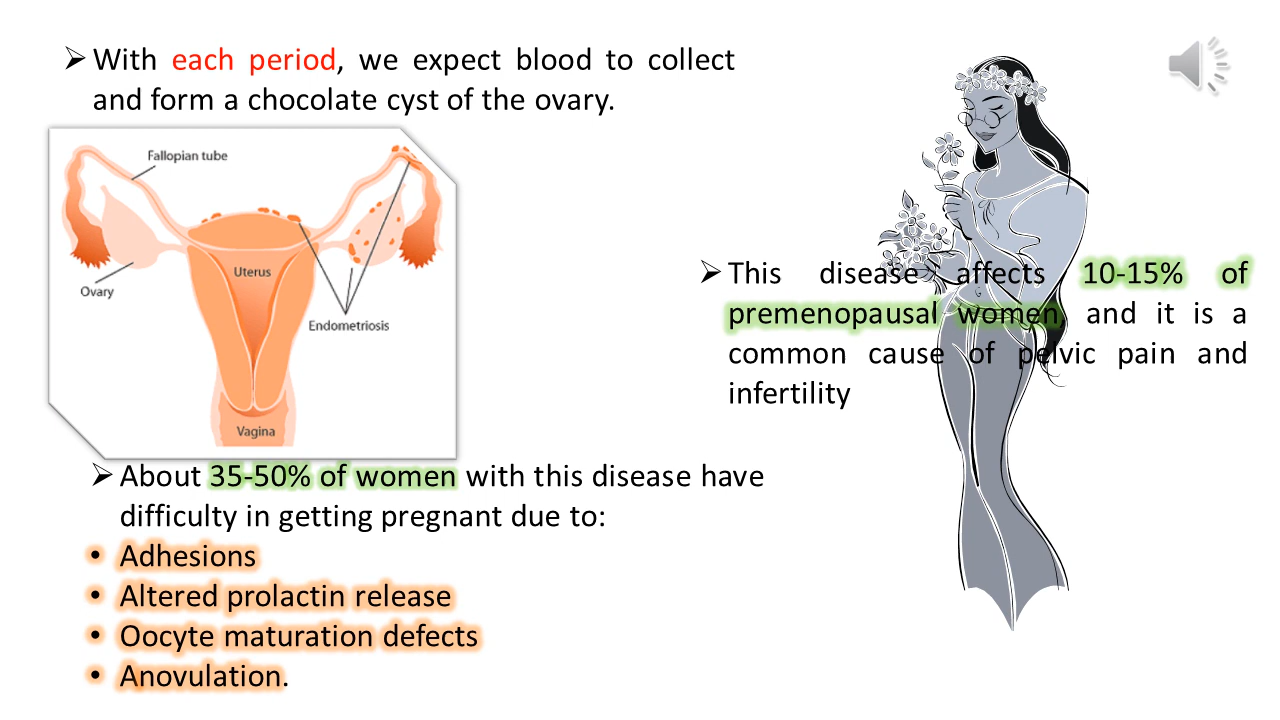 ➢ With each period, we expect blood to collect
and form a chocolate cyst of the ovary.
Fallopian tube
Uterus
Ovary
Endometriosis
Vagina
➢ This disease affects 10-15% of
premenopausal women, and it is a
common cause of pelvic pain and
infertility
➢ About 35-50% of women with this disease have
difficulty in getting pregnant due to:
• Adhesions
• Altered prolactin release
• Oocyte maturation defects
• Anovulation.